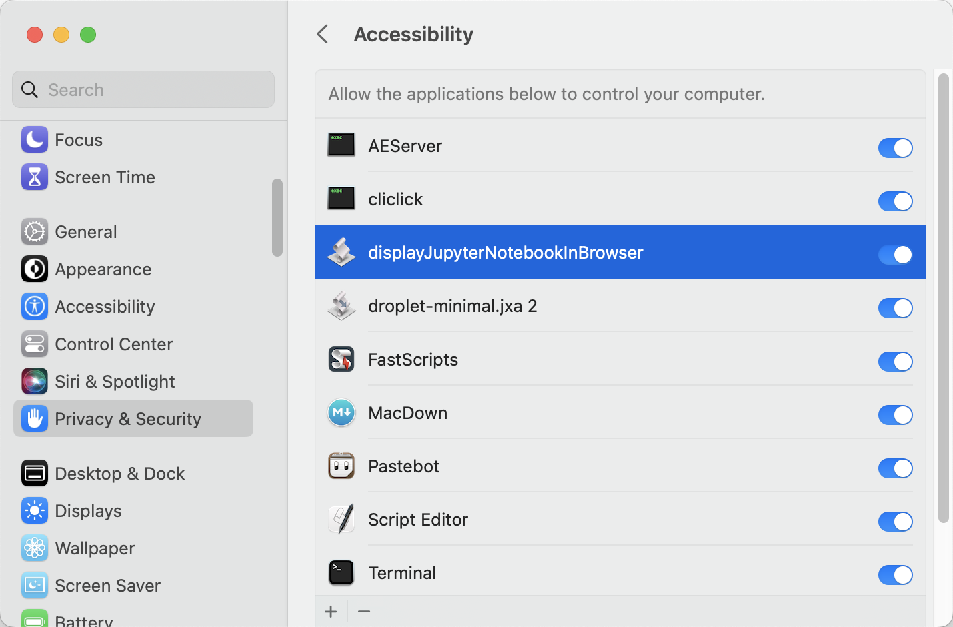 Accessibility
Search
Allow the applications below to control your computer.
Focus
Screen Time
General
Appearance
Accessibility
Control Center
Siri & Spotlight
Privacy & Security
Desktop & Dock
Displays
Wallpaper
Screen Saver
Battery
AEServer
cliclick
displayJupyterNotebookInBrowser
droplet-minimal.jxa 2
FastScripts
M↓
MacDown
Pastebot
Script Editor
Terminal
+ −